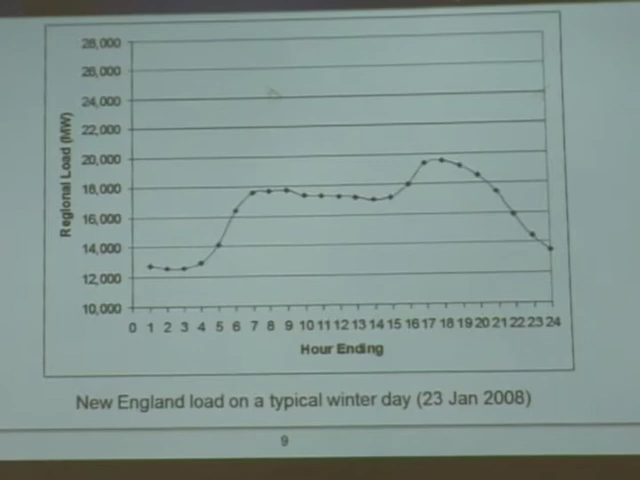 28,000
26,000
24,000
22,000
20,000
18,000
16,000
14,000
12,000
10,000
Regional Load (MW)
0 1 2 3 4 5 6 7 8 9 10 11 12 13 14 15 16 17 18 19 20 21 22 23 24
Hour Ending
New England load on a typical winter day (23 Jan 2008)
9